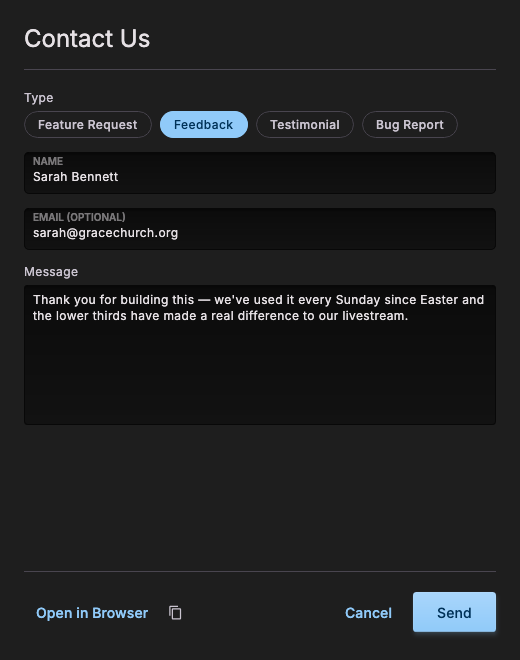 Contact Us
Type
Feature Request
Feedback
Testimonial
Bug Report
NAME
Sarah Bennett
EMAIL (OPTIONAL)
sarah@gracechurch.org
Message
Thank you for building this — we've used it every Sunday since Easter and
the lower thirds have made a real difference to our livestream.
Open in Browser
Cancel
Send